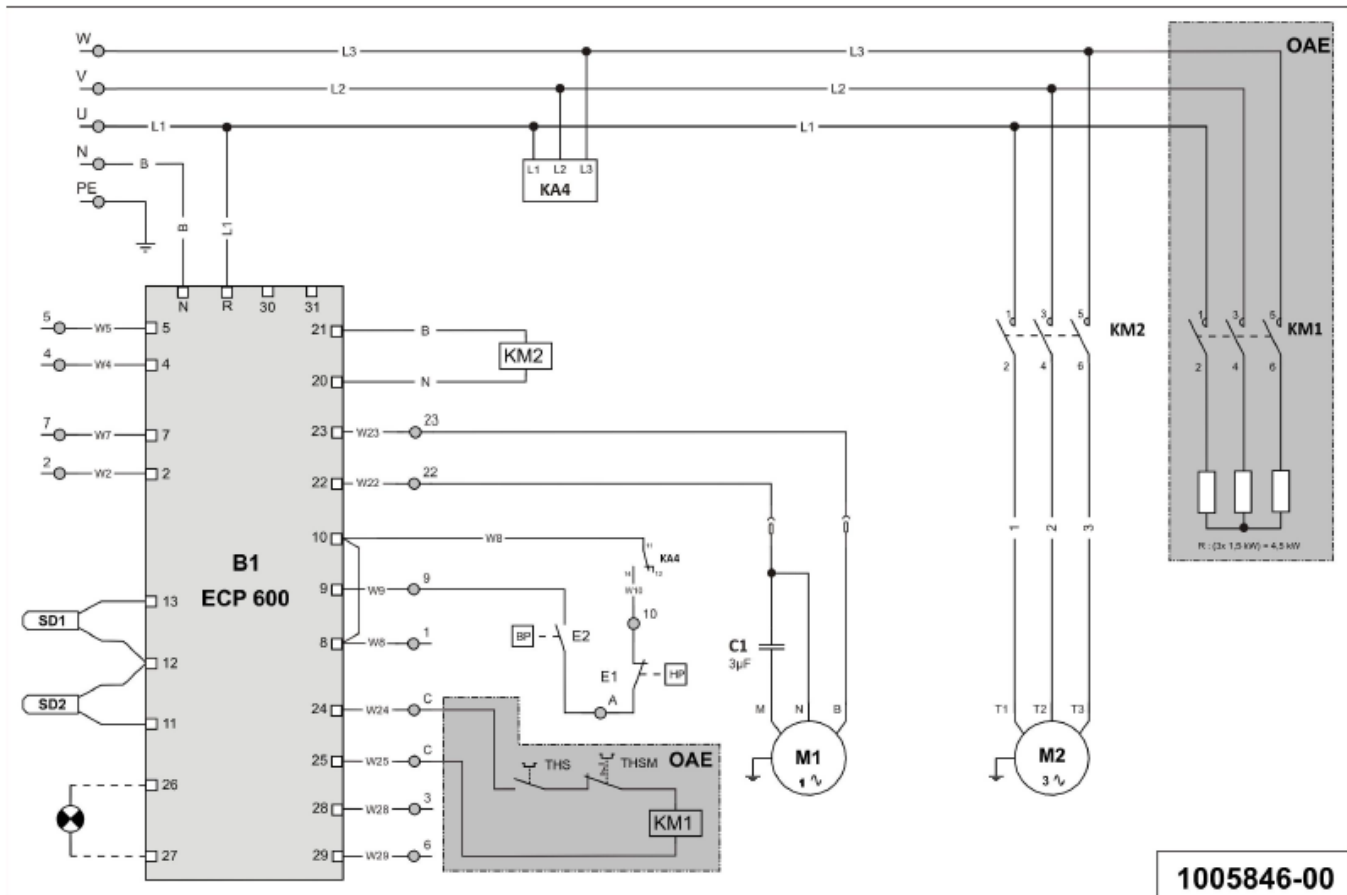 W
L3
L3
OAE
V
L2
L2
U
L1
L1
N
B
L1 L2 L3
KA4
PE
B
L1
N R 30 31
1 3 5
KM2
1 3 5
KM1
2 4 6
2 4 6
5
W5
5
21
B
KM2
4
W4
4
20
N
7
W7
7
23
W23
23
2
W2
2
22
W22
22
1 2 3
R : (3x 1,5 kW) = 4,5 kW
10
W8
11
KA4
14
12
W10
10
B1
ECP 600
13
9
W9
9
SD1
BP
E2
8
W8
1
C1
3µF
12
E1
HP
SD2
A
11
24
W24
C
M N B
T1 T2 T3
25
W25
C
THS
THSM
OAE
M1
1 ∿
M2
3 ∿
26
28
W28
3
KM1
27
29
W29
6
1005846-00